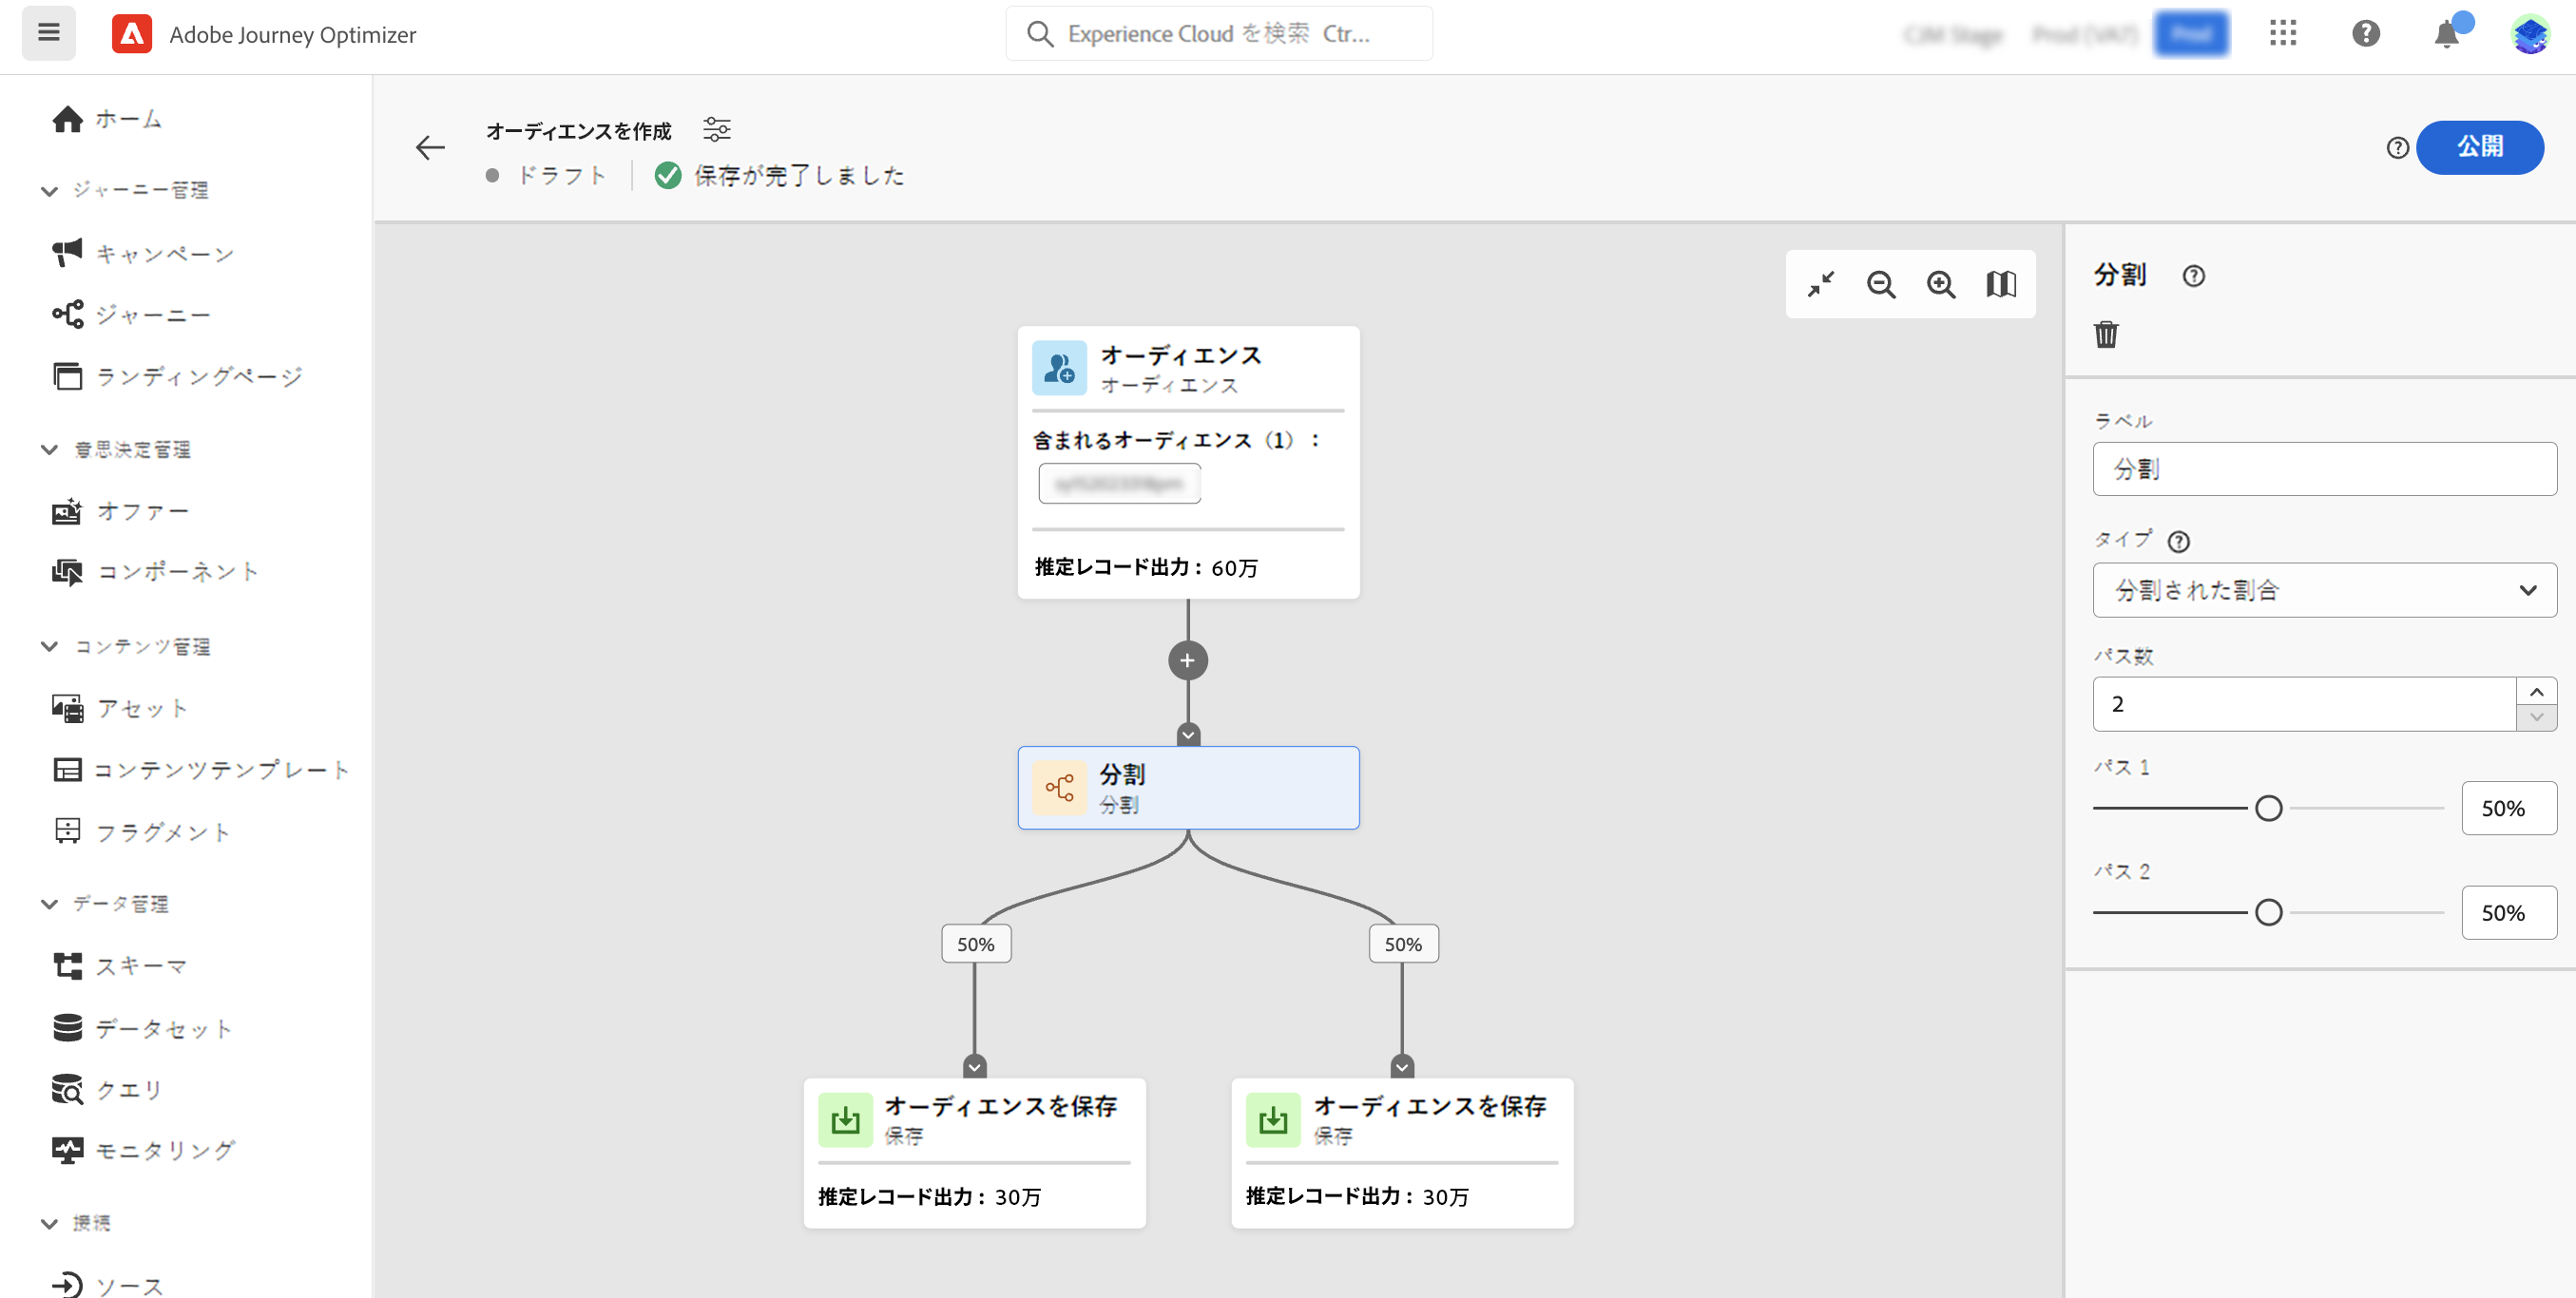 Adobe Journey Optimizer
Experience Cloud を検索 Ctr...
ホーム
ジャーニー管理
キャンペーン
ジャーニー
ランディングページ
意思決定管理
オファー
コンポーネント
コンテンツ管理
アセット
コンテンツテンプレート
フラグメント
データ管理
スキーマ
データセット
クエリ
モニタリング
接続
ソース
オーディエンスを作成
ドラフト
保存が完了しました
公開
オーディエンス
オーディエンス
含まれるオーディエンス（1）：
推定レコード出力： 60万
分割
分割
50%
50%
オーディエンスを保存
保存
推定レコード出力： 30万
オーディエンスを保存
保存
推定レコード出力： 30万
分割
ラベル
分割
タイプ
分割された割合
パス数
2
パス 1
50%
パス 2
50%